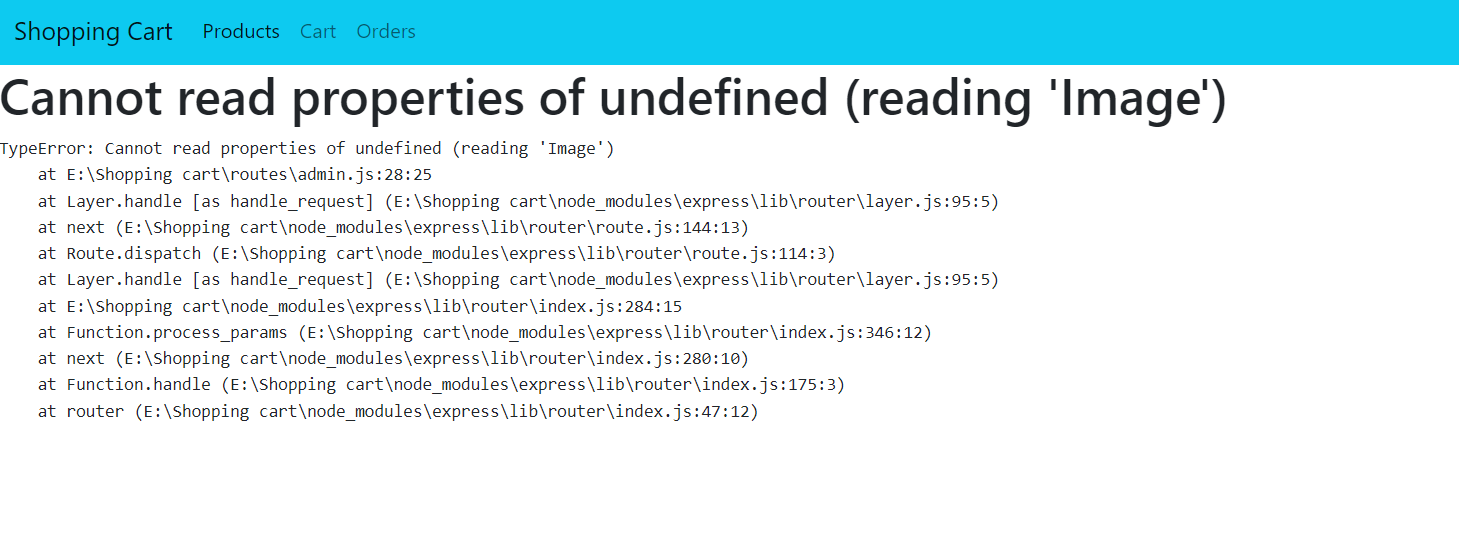 Shopping Cart Products Cart Orders
Cannot read properties of undefined (reading 'Image')
TypeError: Cannot read properties of undefined (reading 'Image')
    at E:\Shopping cart\routes\admin.js:28:25
    at Layer.handle [as handle_request] (E:\Shopping cart\node_modules\express\lib\router\layer.js:95:5)
    at next (E:\Shopping cart\node_modules\express\lib\router\route.js:144:13)
    at Route.dispatch (E:\Shopping cart\node_modules\express\lib\router\route.js:114:3)
    at Layer.handle [as handle_request] (E:\Shopping cart\node_modules\express\lib\router\layer.js:95:5)
    at E:\Shopping cart\node_modules\express\lib\router\index.js:284:15
    at Function.process_params (E:\Shopping cart\node_modules\express\lib\router\index.js:346:12)
    at next (E:\Shopping cart\node_modules\express\lib\router\index.js:280:10)
    at Function.handle (E:\Shopping cart\node_modules\express\lib\router\index.js:175:3)
    at router (E:\Shopping cart\node_modules\express\lib\router\index.js:47:12)